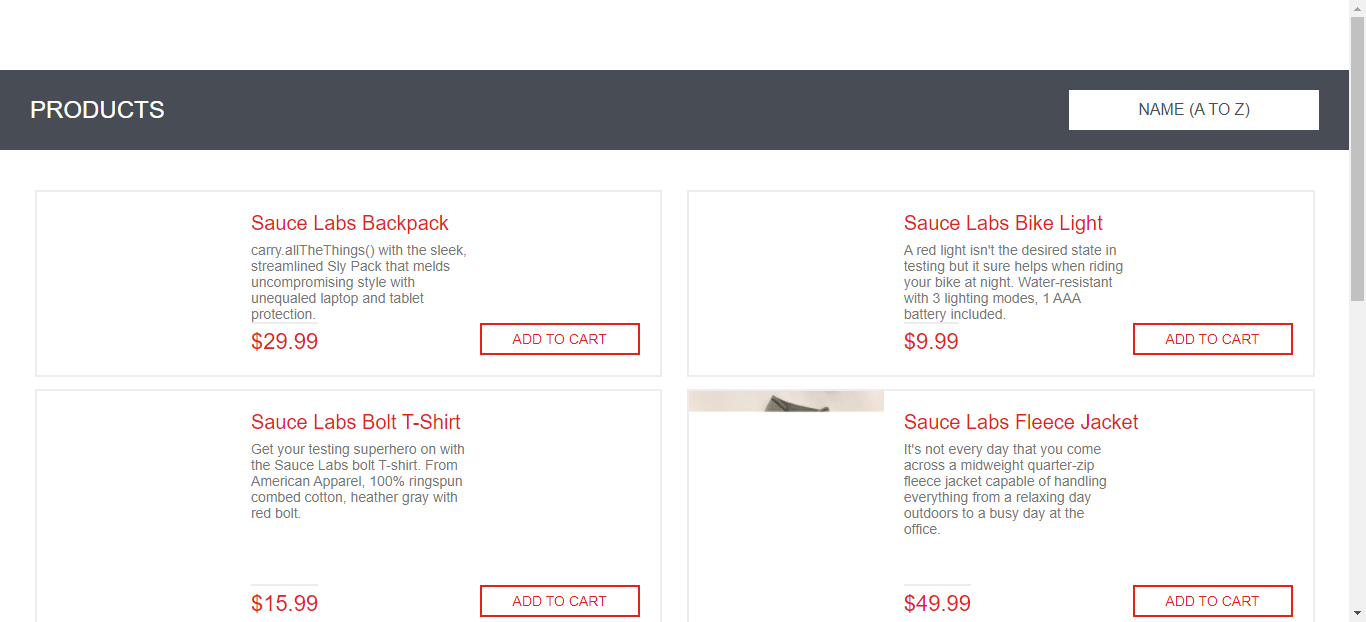 PRODUCTS
NAME (A TO Z)
Sauce Labs Backpack
carry.allTheThings() with the sleek,
streamlined Sly Pack that melds
uncompromising style with
unequaled laptop and tablet
protection.
$29.99
ADD TO CART
Sauce Labs Bike Light
A red light isn't the desired state in
testing but it sure helps when riding
your bike at night. Water-resistant
with 3 lighting modes, 1 AAA
battery included.
$9.99
ADD TO CART
Sauce Labs Bolt T-Shirt
Get your testing superhero on with
the Sauce Labs bolt T-shirt. From
American Apparel, 100% ringspun
combed cotton, heather gray with
red bolt.
$15.99
ADD TO CART
Sauce Labs Fleece Jacket
It's not every day that you come
across a midweight quarter-zip
fleece jacket capable of handling
everything from a relaxing day
outdoors to a busy day at the
office.
$49.99
ADD TO CART